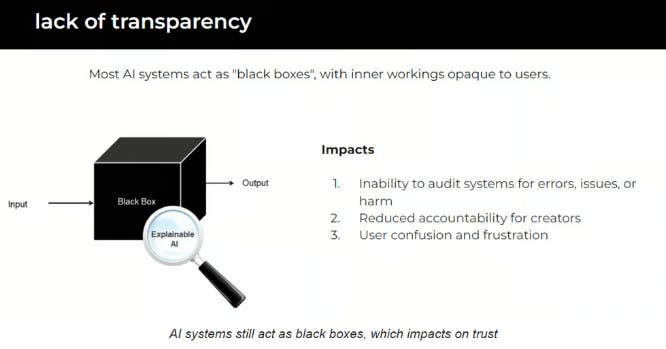 lack of transparency
Most AI systems act as "black boxes", with inner workings opaque to users.
Impacts
Input
Black Box
Output
Explainable
AI
1. Inability to audit systems for errors, issues, or
harm
2. Reduced accountability for creators
3. User confusion and frustration
AI systems still act as black boxes, which impacts on trust